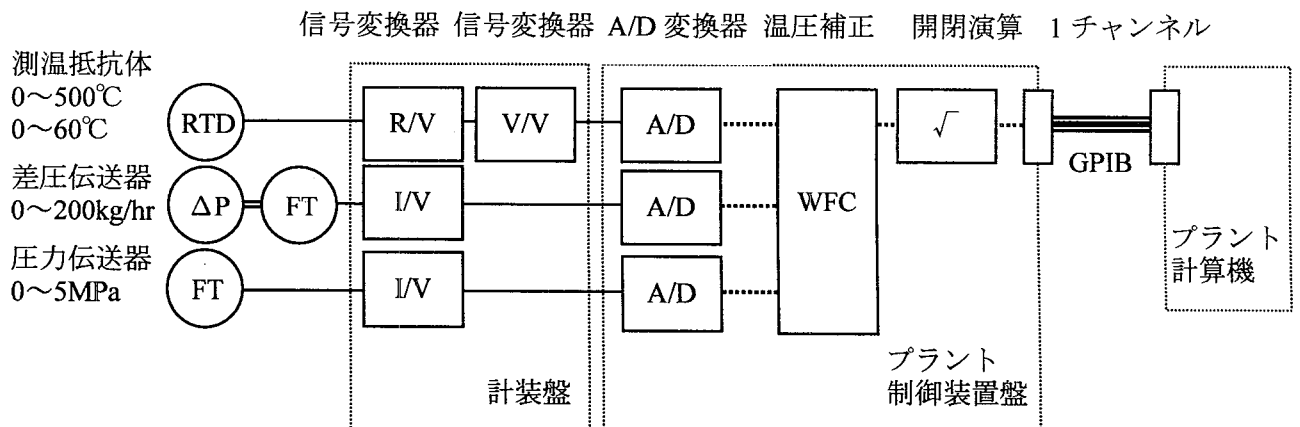 信号変換器 信号変換器 A/D 変換器 温圧補正 開閉演算 1 チャンネル
測温抵抗体
0～500℃
0～60℃
RTD
R/V
V/V
A/D
√
GPIB
差圧伝送器
0～200kg/hr
ΔP
FT
I/V
A/D
WFC
圧力伝送器
0～5MPa
FT
I/V
A/D
プラント
計算機
計装盤
プラント
制御装置盤